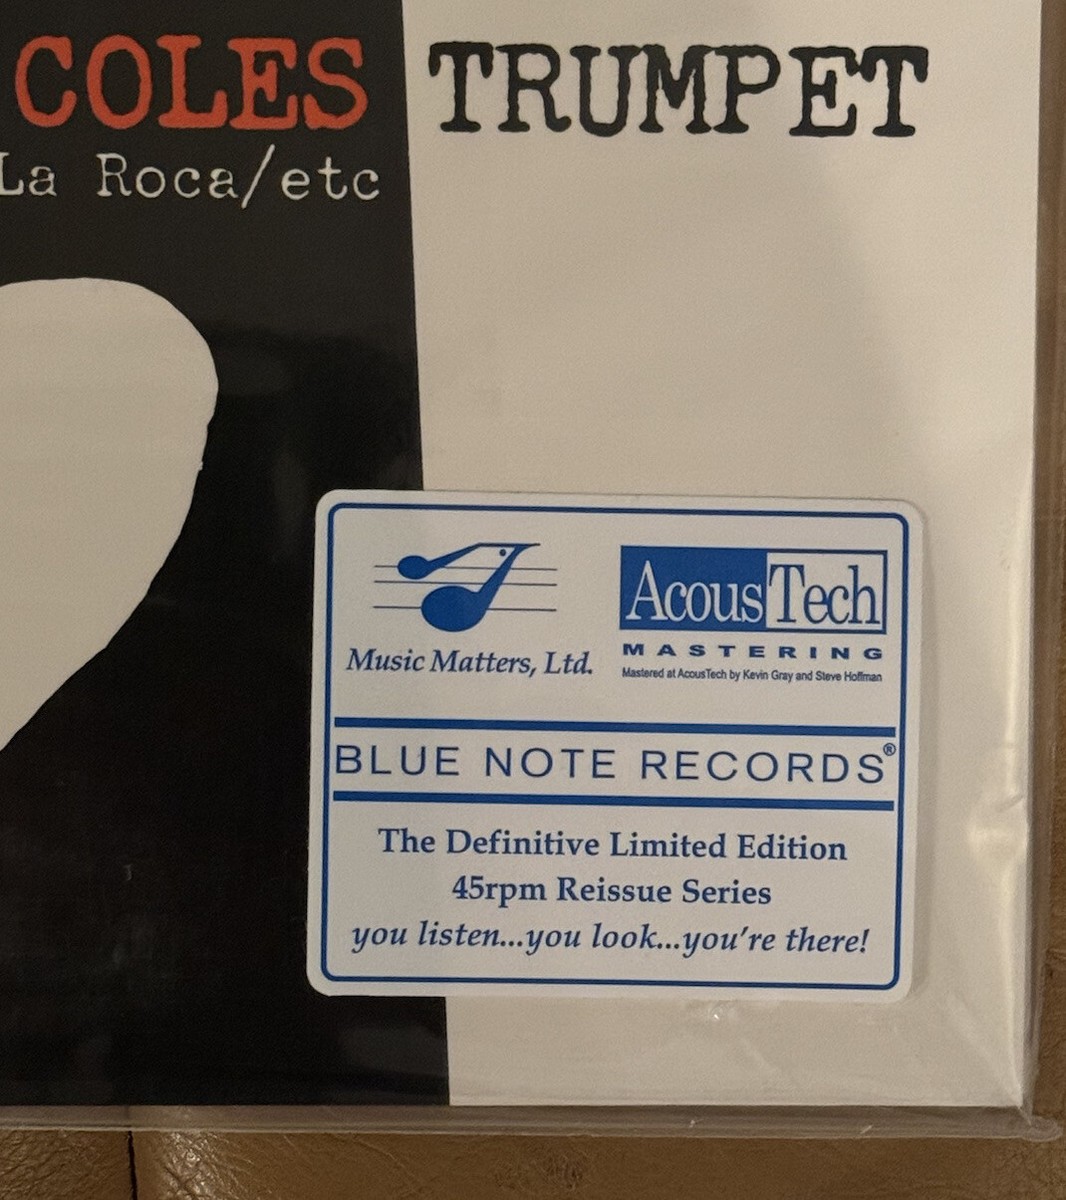 COLES TRUMPET
La Roca/etc
Music Matters, Ltd.
AcousTech
MASTERING
Mastered at AcousTech by Kevin Gray and Steve Hoffman
BLUE NOTE RECORDS®
The Definitive Limited Edition
45rpm Reissue Series
you listen...you look...you're there!